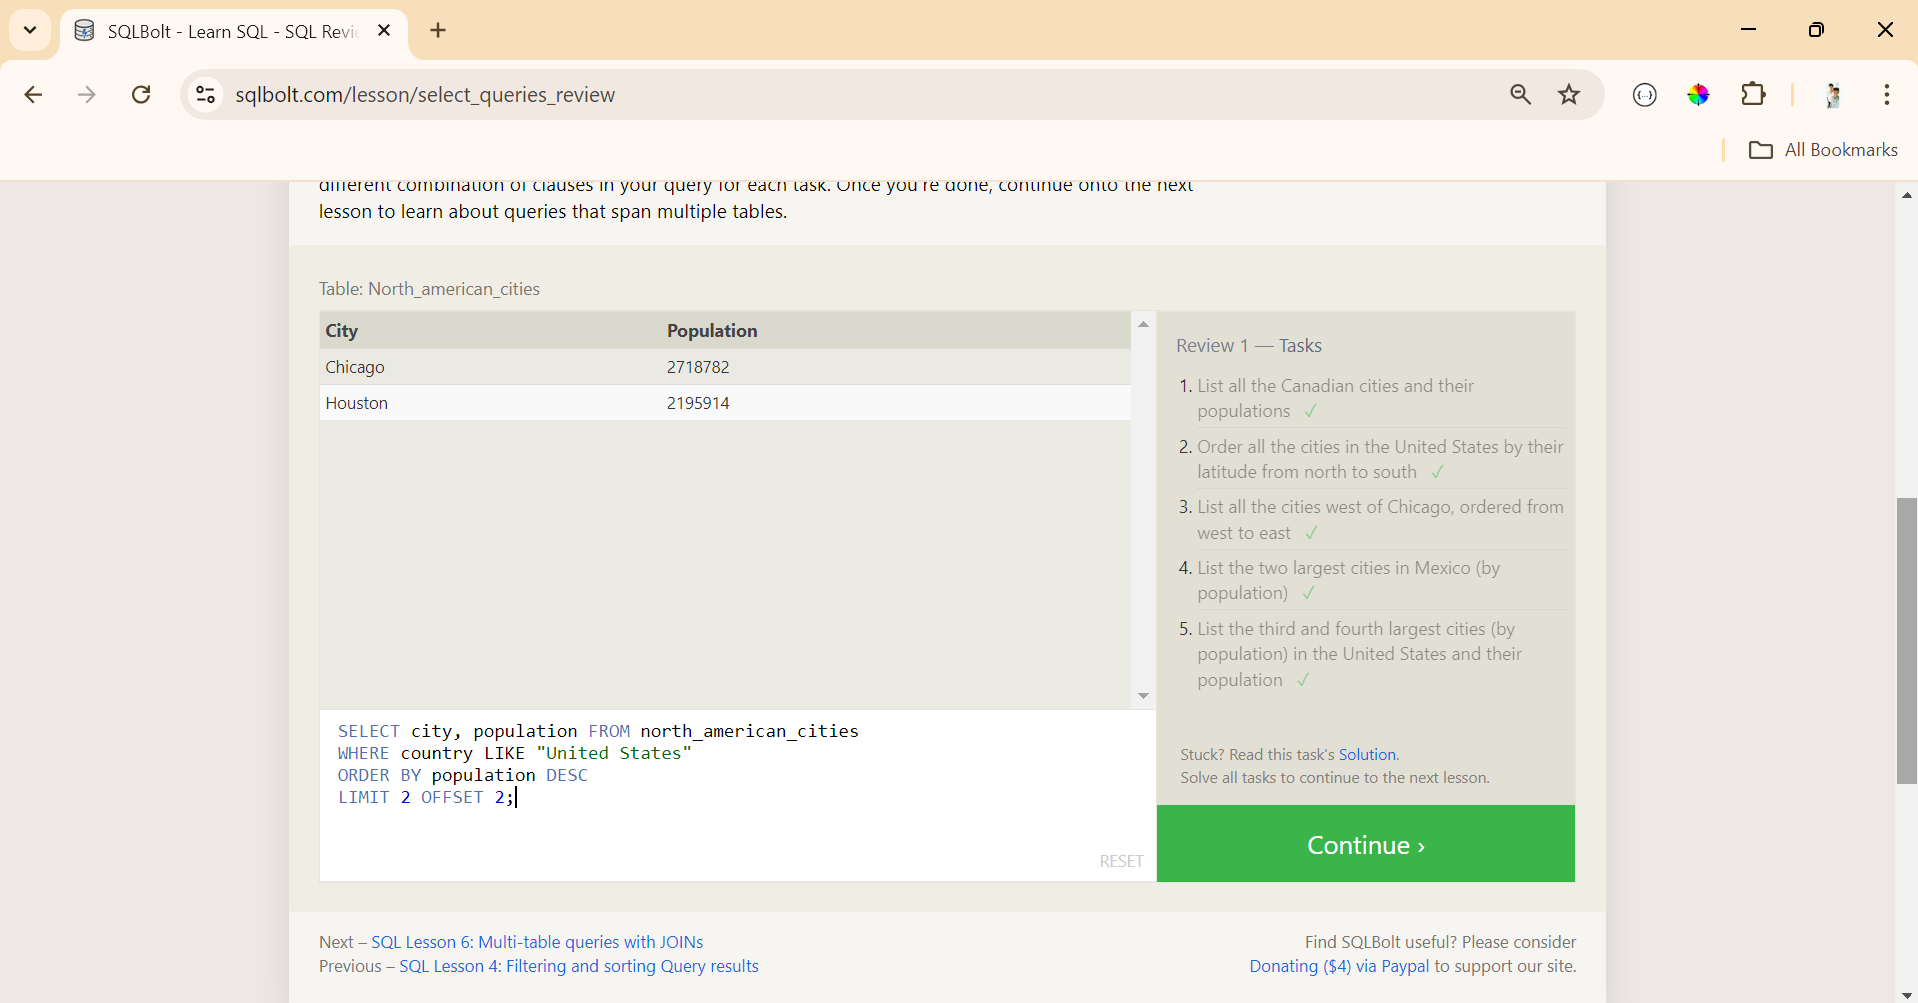 SQLBolt - Learn SQL - SQL Revi
sqlbolt.com/lesson/select_queries_review
All Bookmarks
different combination of clauses in your query for each task. Once you're done, continue onto the next
lesson to learn about queries that span multiple tables.
Table: North_american_cities
City Population
Chicago 2718782
Houston 2195914
Review 1 — Tasks
1. List all the Canadian cities and their
populations ✓
2. Order all the cities in the United States by their
latitude from north to south ✓
3. List all the cities west of Chicago, ordered from
west to east ✓
4. List the two largest cities in Mexico (by
population) ✓
5. List the third and fourth largest cities (by
population) in the United States and their
population ✓
SELECT city, population FROM north_american_cities
WHERE country LIKE "United States"
ORDER BY population DESC
LIMIT 2 OFFSET 2;
RESET
Stuck? Read this task's Solution.
Solve all tasks to continue to the next lesson.
Continue ›
Next – SQL Lesson 6: Multi-table queries with JOINs
Previous – SQL Lesson 4: Filtering and sorting Query results
Find SQLBolt useful? Please consider
Donating ($4) via Paypal to support our site.